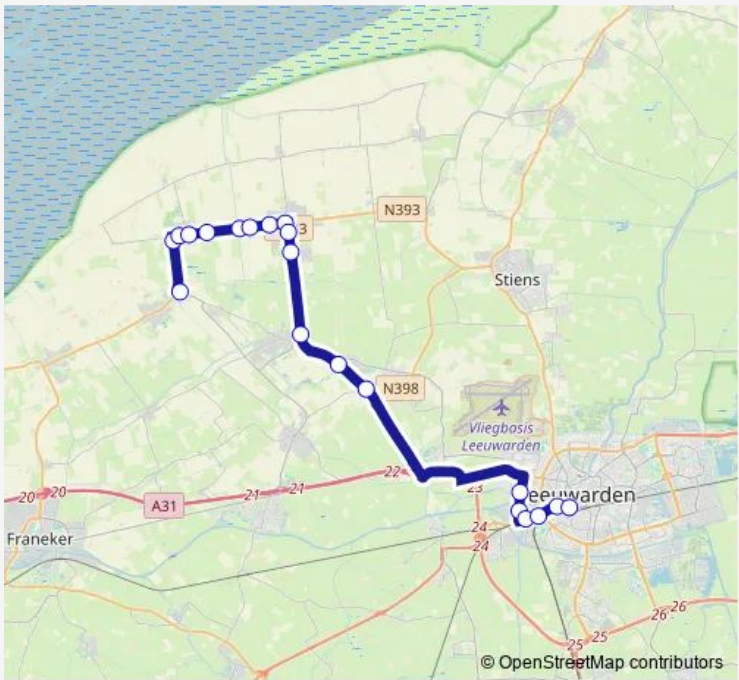 N393
3
Stiens
N398
Vliegbasis
Leeuwarden
22
20
20
21
21
A31
23
eeuwarden
24
24
Franeker
26
26
25
25
© OpenStreetMap contributors